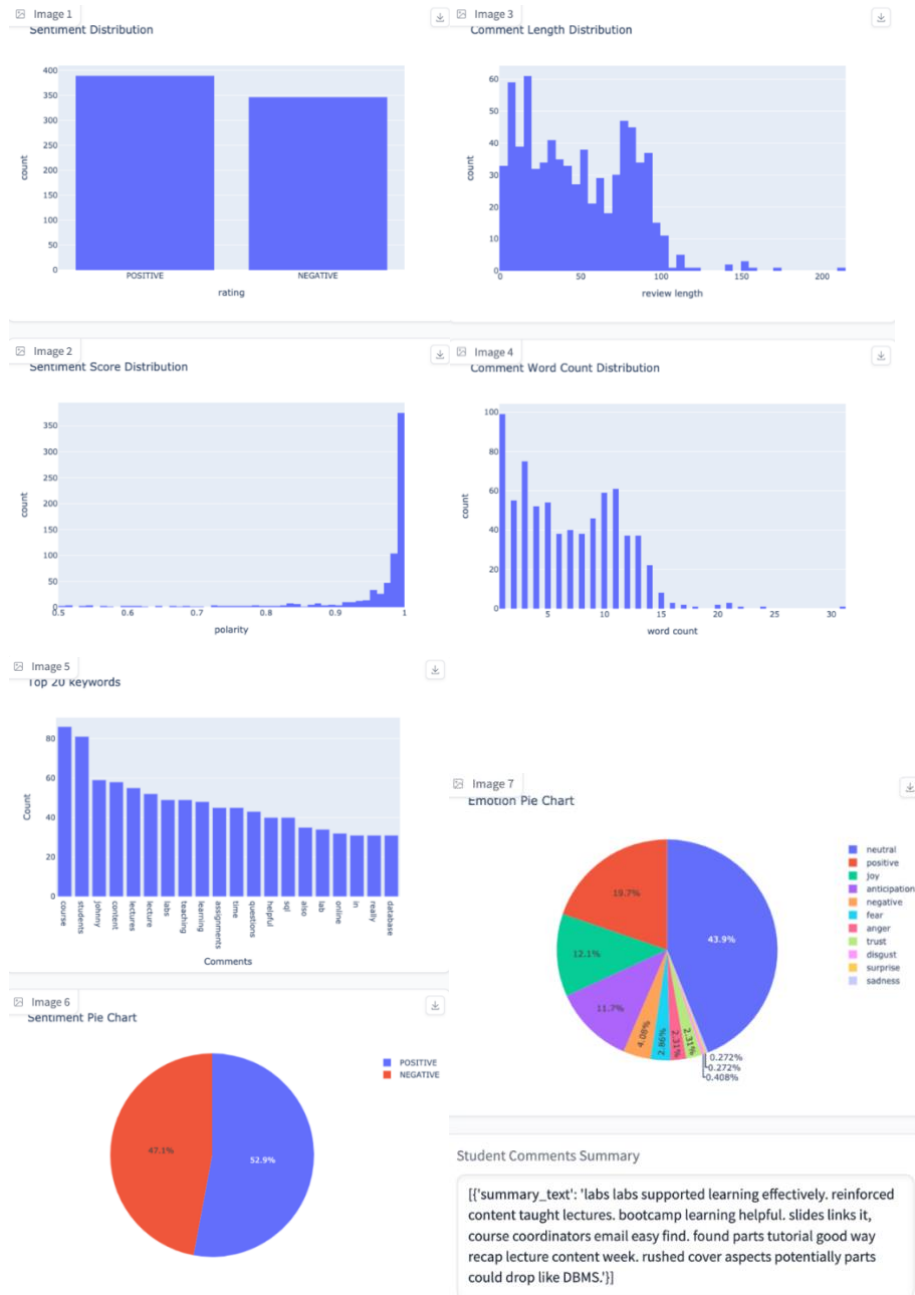 Image 1
Sentiment Distribution
400
350
300
250
200
150
100
50
0
count
POSITIVE
NEGATIVE
rating
Image 3
Comment Length Distribution
60
50
40
30
20
10
0
count
0
50
100
150
200
review length
Image 2
Sentiment Score Distribution
350
300
250
200
150
100
50
0
count
0.5
0.6
0.7
0.8
0.9
1
polarity
Image 4
Comment Word Count Distribution
100
80
60
40
20
0
count
5
10
15
20
25
30
word count
Image 5
Top 20 keywords
80
60
40
20
0
Count
course
students
johnny
content
lectures
lecture
labs
teaching
learning
assignments
time
questions
helpful
sql
also
lab
online
in
really
database
Comments
Image 7
Emotion Pie Chart
43.9%
19.7%
12.1%
11.7%
4.08%
2.86%
2.31%
2.31%
0.272%
0.272%
0.408%
neutral
positive
joy
anticipation
negative
fear
anger
trust
disgust
surprise
sadness
Image 6
Sentiment Pie Chart
47.1%
52.9%
POSITIVE
NEGATIVE
Student Comments Summary
[{'summary_text': 'labs labs supported learning effectively. reinforced
content taught lectures. bootcamp learning helpful. slides links it,
course coordinators email easy find. found parts tutorial good way
recap lecture content week. rushed cover aspects potentially parts
could drop like DBMS.'}]